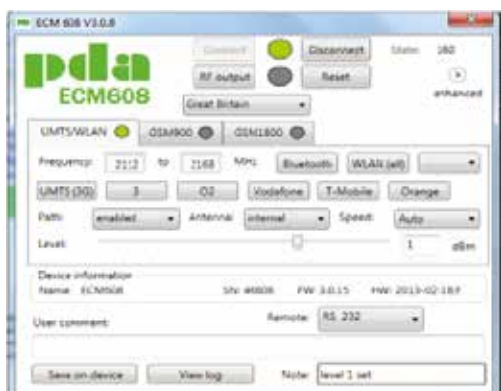 ECM 608 V3.0.8
pda
ECM608
Connect Disconnect State: 160
RF output Reset
enhanced
Great Britain
UMTS/WLAN GSM900 GSM1800
Frequency: 2112 to 2168 MHz Bluetooth WLAN (all)
UMTS (3G) 3 O2 Vodafone T-Mobile Orange
Path: enabled Antenna: internal Speed: Auto
Level: 1 dBm
Device information
Name ECM608 FW: 3.0.15
User comment: Remote: RS 232
Save on device View log Note: level 1 set